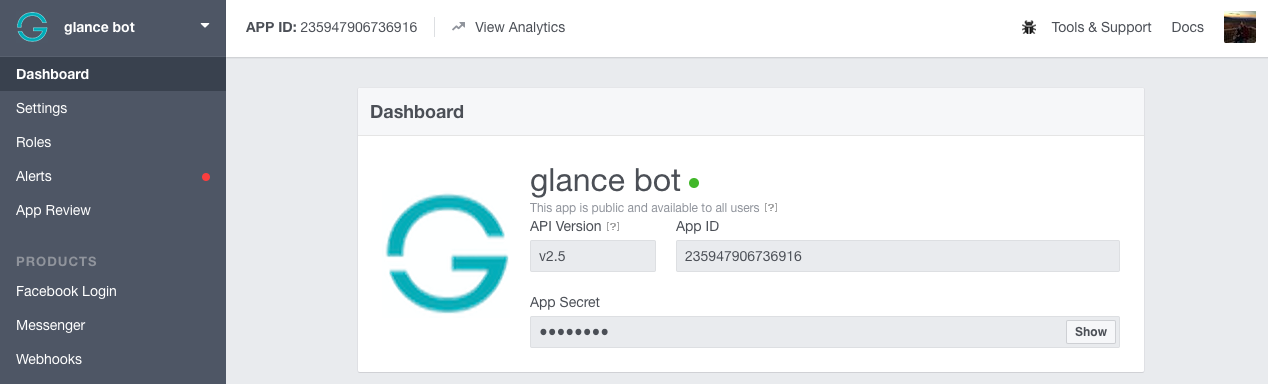 glance bot
APP ID: 235947906736916
View Analytics
Tools & Support
Docs
Dashboard
Settings
Roles
Alerts
App Review
PRODUCTS
Facebook Login
Messenger
Webhooks
Dashboard
glance bot
This app is public and available to all users [?]
API Version [?]
App ID
v2.5
235947906736916
App Secret
●●●●●●●●
Show